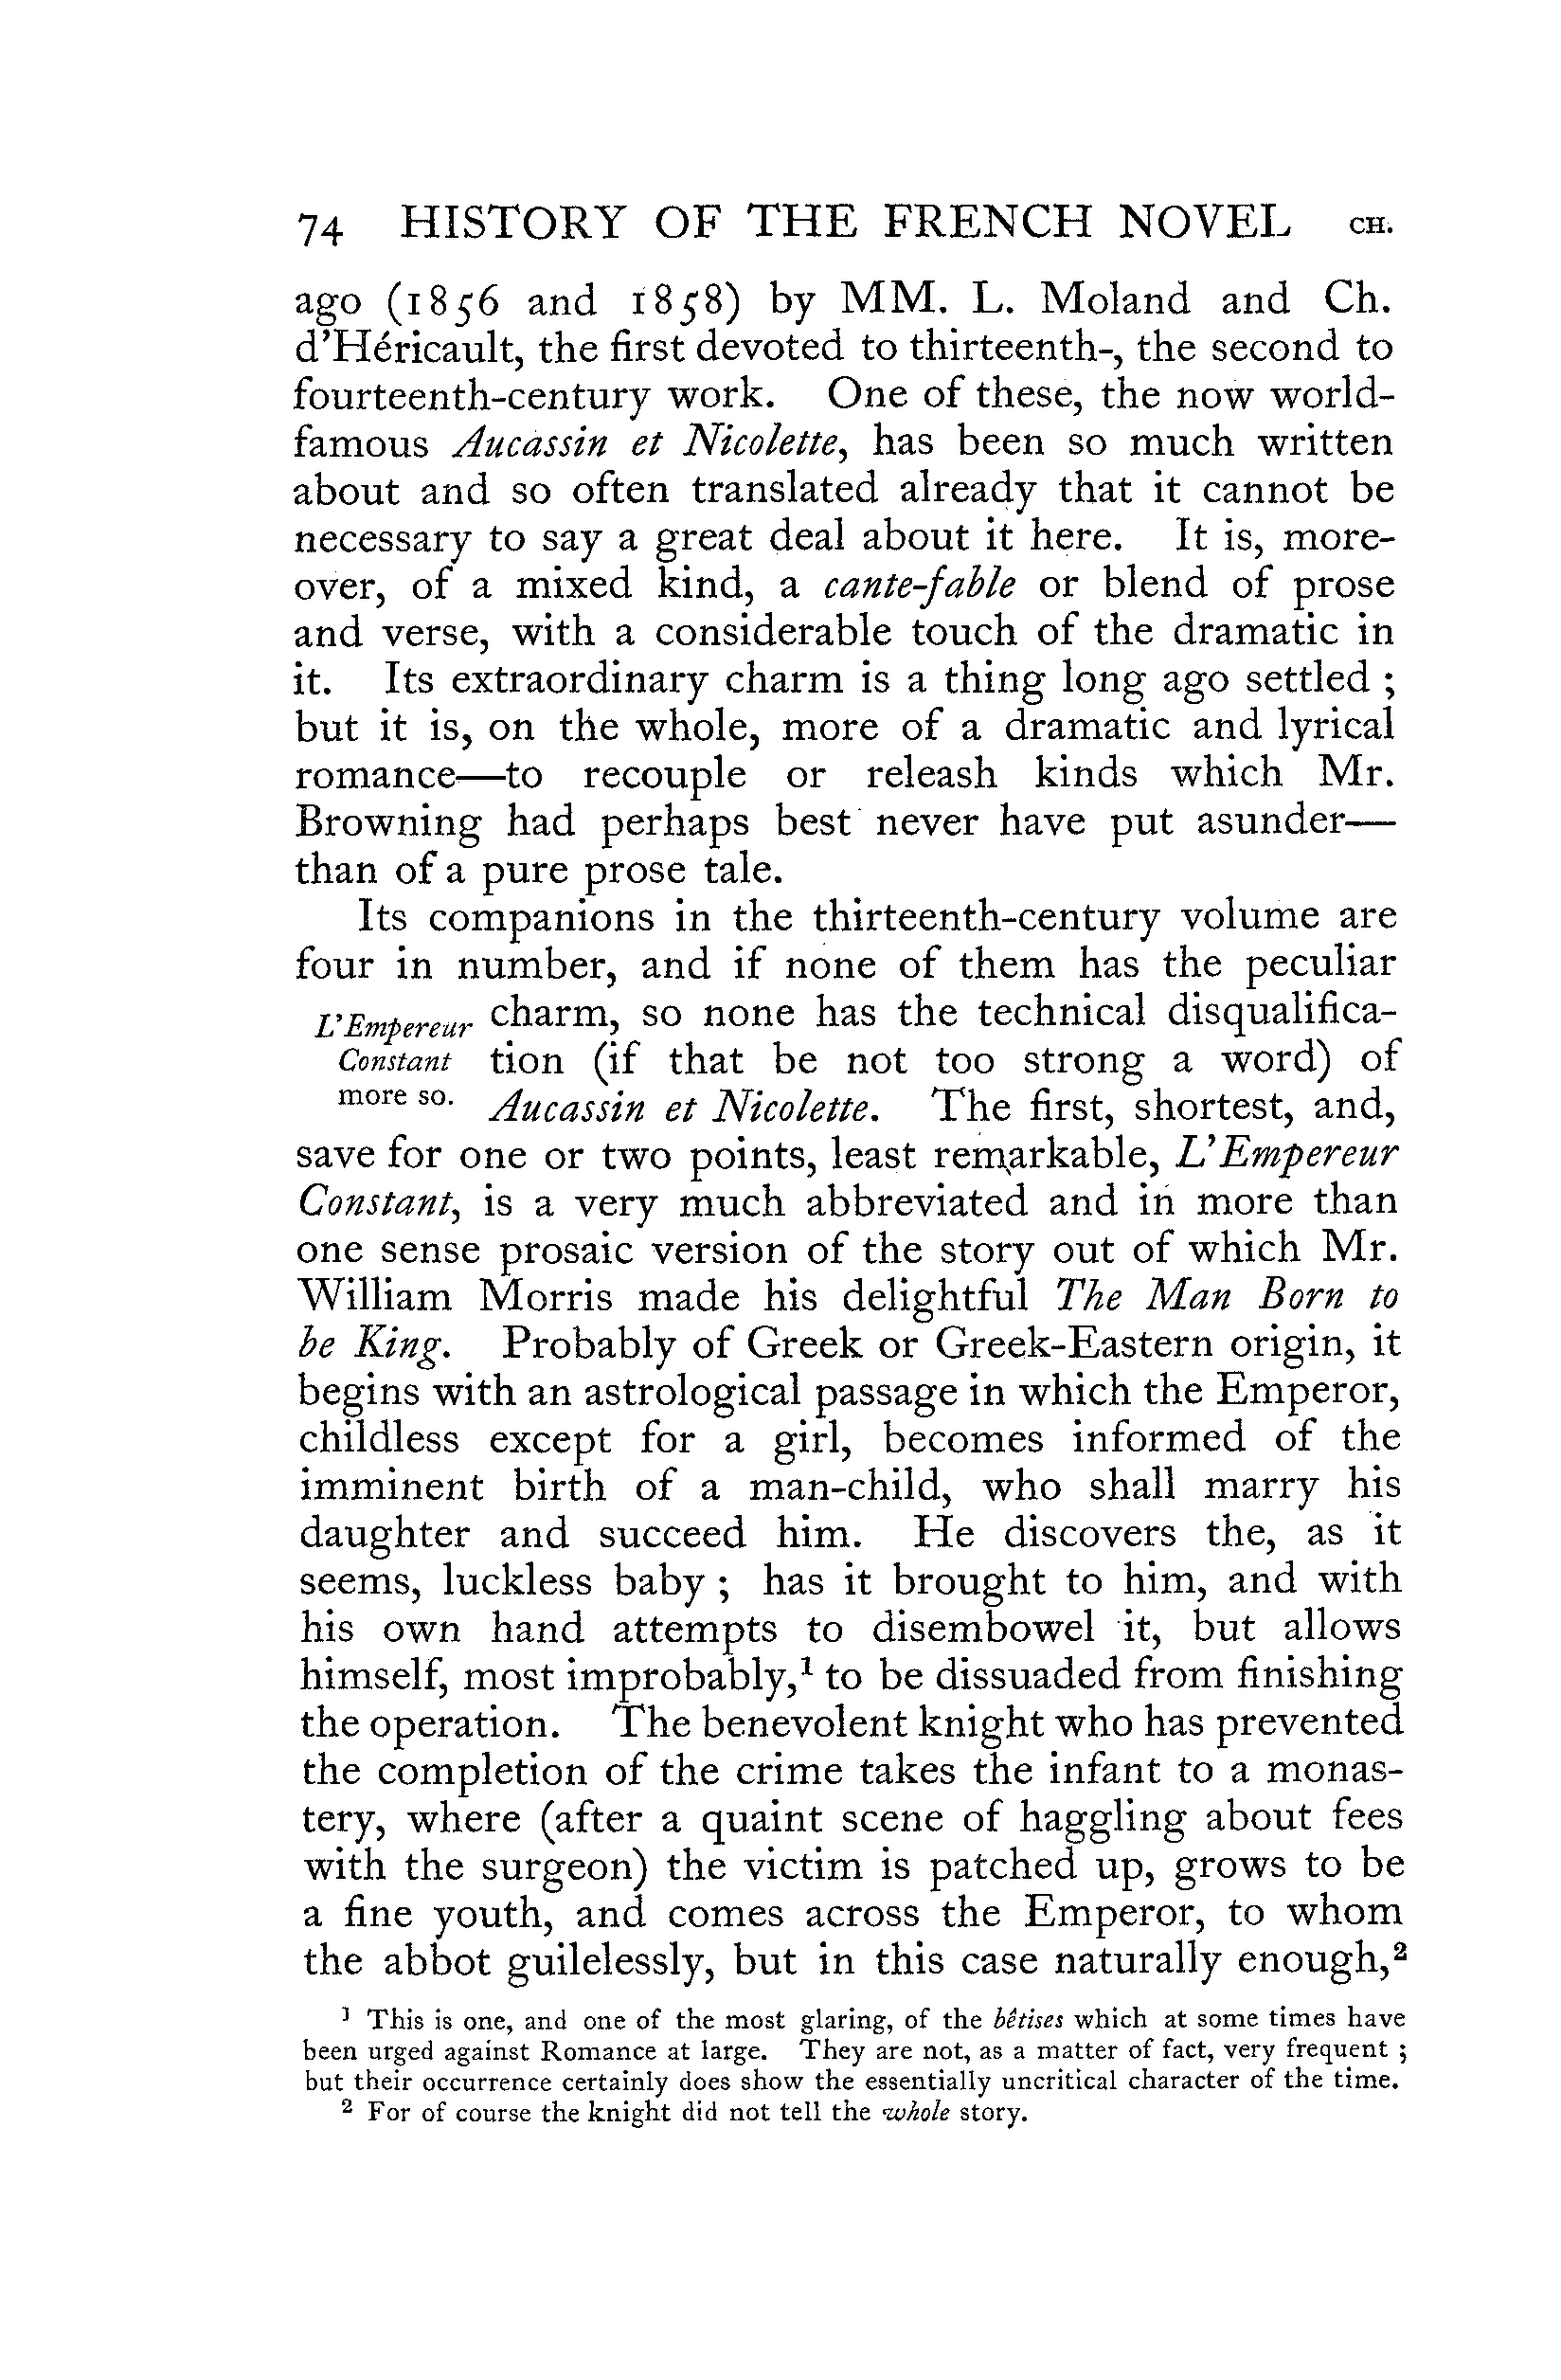 74 HISTORY OF THE FRENCH NOVEL CH.
ago (1856 and 1858) by MM. L. Moland and Ch.
d'Héricault, the first devoted to thirteenth-, the second to
fourteenth-century work. One of these, the now world-
famous Aucassin et Nicolette, has been so much written
about and so often translated already that it cannot be
necessary to say a great deal about it here. It is, more-
over, of a mixed kind, a cante-fable or blend of prose
and verse, with a considerable touch of the dramatic in
it. Its extraordinary charm is a thing long ago settled ;
but it is, on the whole, more of a dramatic and lyrical
romance—to recouple or releash kinds which Mr.
Browning had perhaps best never have put asunder—
than of a pure prose tale.
Its companions in the thirteenth-century volume are
four in number, and if none of them has the peculiar
L'Empereur
Constant
more so.
charm, so none has the technical disqualifica-
tion (if that be not too strong a word) of
Aucassin et Nicolette. The first, shortest, and,
save for one or two points, least remarkable, L'Empereur
Constant, is a very much abbreviated and in more than
one sense prosaic version of the story out of which Mr.
William Morris made his delightful The Man Born to
be King. Probably of Greek or Greek-Eastern origin, it
begins with an astrological passage in which the Emperor,
childless except for a girl, becomes informed of the
imminent birth of a man-child, who shall marry his
daughter and succeed him. He discovers the, as it
seems, luckless baby ; has it brought to him, and with
his own hand attempts to disembowel it, but allows
himself, most improbably,¹ to be dissuaded from finishing
the operation. The benevolent knight who has prevented
the completion of the crime takes the infant to a monas-
tery, where (after a quaint scene of haggling about fees
with the surgeon) the victim is patched up, grows to be
a fine youth, and comes across the Emperor, to whom
the abbot guilelessly, but in this case naturally enough,²
¹ This is one, and one of the most glaring, of the bêtises which at some times have
been urged against Romance at large. They are not, as a matter of fact, very frequent ;
but their occurrence certainly does show the essentially uncritical character of the time.
² For of course the knight did not tell the whole story.